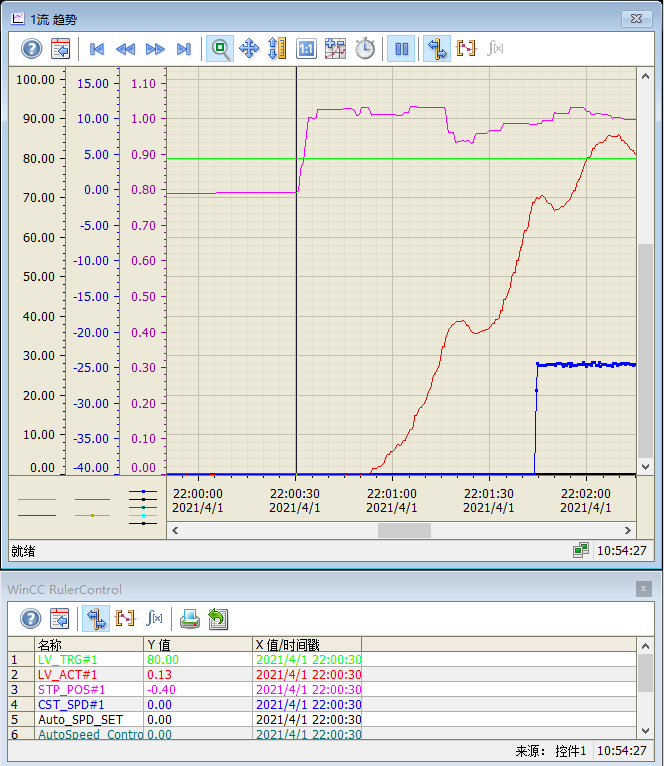 1流 趋势
1:1
f(x)
100.00 15.00 1.10
90.00 10.00 1.00
80.00 5.00 0.90
70.00 0.00 0.80
60.00 -5.00 0.70
50.00 -10.00 0.60
40.00 -15.00 0.50
30.00 -20.00 0.40
20.00 -25.00 0.30
10.00 -30.00 0.20
0.00 -35.00 0.10
-40.00 0.00
22:00:00 22:00:30 22:01:00 22:01:30 22:02:00
2021/4/1 2021/4/1 2021/4/1 2021/4/1 2021/4/1
就绪 10:54:27
WinCC RulerControl
f(x)
名称 Y 值 X 值/时间戳
1 LV_TRG#1 80.00 2021/4/1 22:00:30
2 LV_ACT#1 0.13 2021/4/1 22:00:30
3 STP_POS#1 -0.40 2021/4/1 22:00:30
4 CST_SPD#1 0.00 2021/4/1 22:00:30
5 Auto_SPD_SET 0.00 2021/4/1 22:00:30
6 AutoSpeed_Contro 0.00 2021/4/1 22:00:30
来源： 控件1 10:54:27